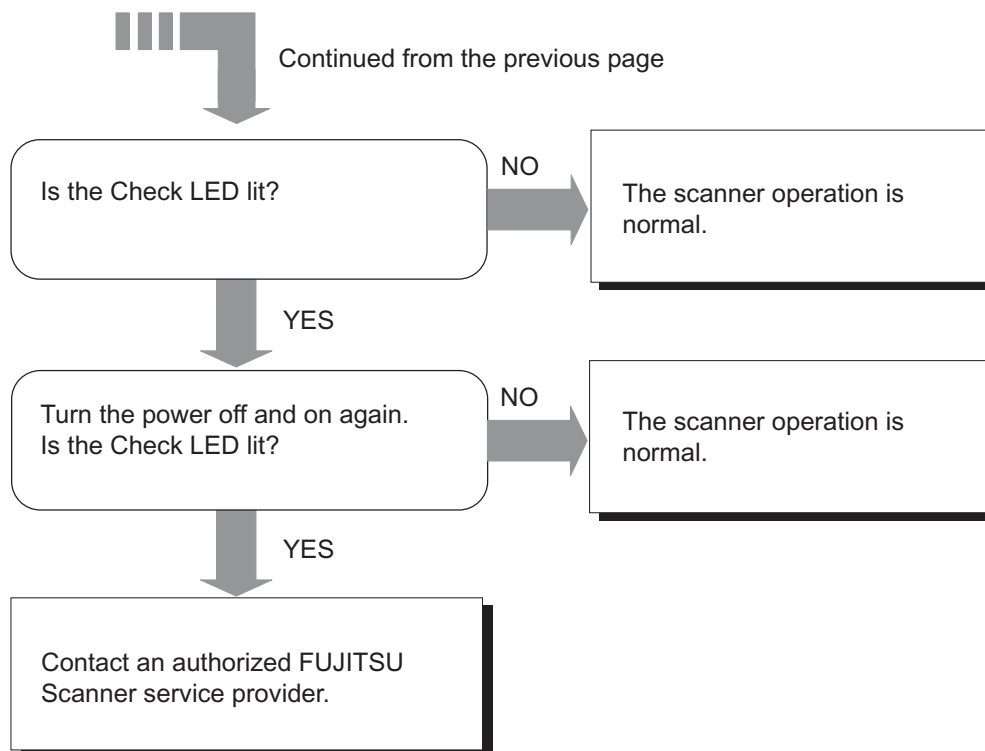 Continued from the previous page
Is the Check LED lit?
NO
The scanner operation is
normal.
YES
Turn the power off and on again.
Is the Check LED lit?
NO
The scanner operation is
normal.
YES
Contact an authorized FUJITSU
Scanner service provider.